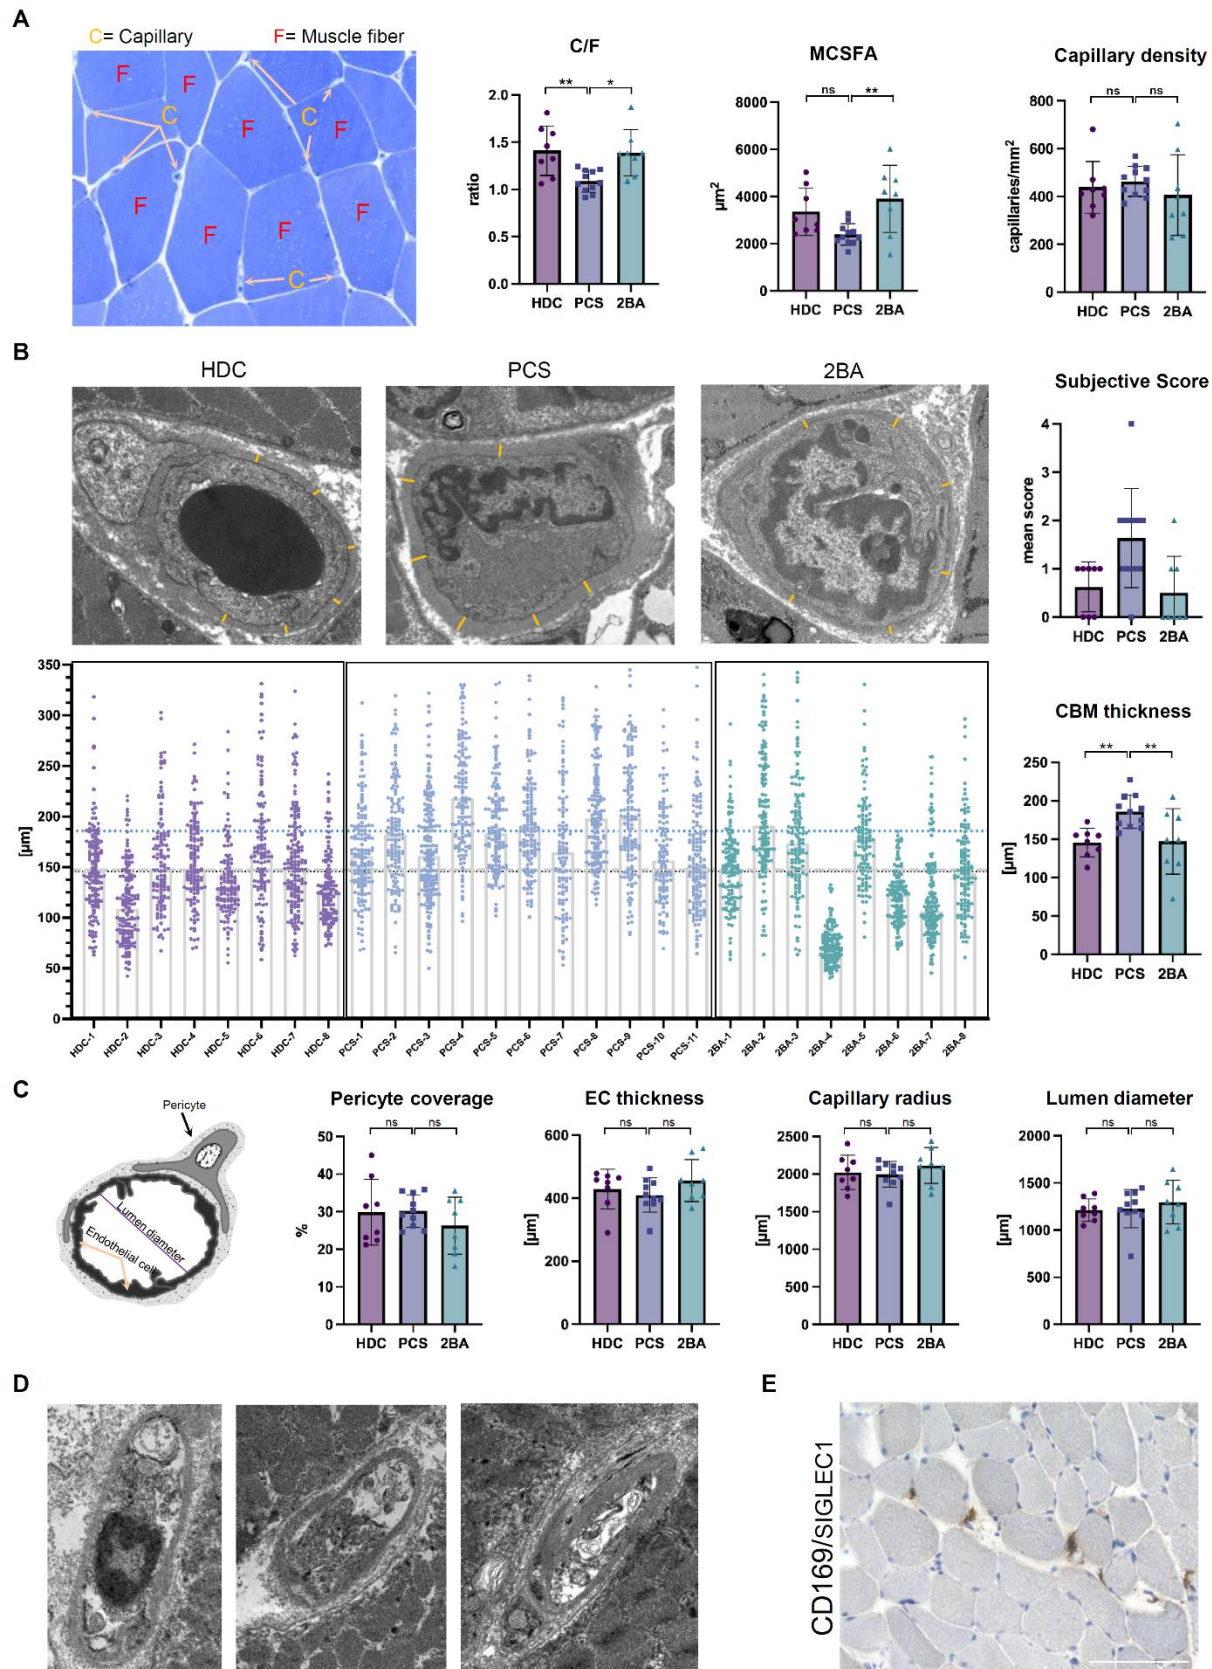 A
C= Capillary
F= Muscle fiber
F
F
F
C
F
C
F
F
F
F
C
C/F
**
*
ratio
2.0
1.5
1.0
0.5
0.0
HDC
PCS
2BA
MCSFA
ns
**
µm²
8000
6000
4000
2000
0
HDC
PCS
2BA
Capillary density
ns
ns
capillaries/mm²
800
600
400
200
0
HDC
PCS
2BA
B
HDC
PCS
2BA
Subjective Score
mean score
4
3
2
1
0
HDC
PCS
2BA
[µm]
350
300
250
200
150
100
50
0
HDC-1
HDC-2
HDC-3
HDC-4
HDC-5
HDC-6
HDC-7
HDC-8
PCS-1
PCS-2
PCS-3
PCS-4
PCS-5
PCS-6
PCS-7
PCS-8
PCS-9
PCS-10
PCS-11
2BA-1
2BA-2
2BA-3
2BA-4
2BA-5
2BA-6
2BA-7
2BA-8
CBM thickness
**
**
[µm]
250
200
150
100
50
0
HDC
PCS
2BA
C
Pericyte
Lumen diameter
Endothelial cell
Pericyte coverage
ns
ns
%
50
40
30
20
10
0
HDC
PCS
2BA
EC thickness
ns
ns
[µm]
600
400
200
0
HDC
PCS
2BA
Capillary radius
ns
ns
[µm]
2500
2000
1500
1000
500
0
HDC
PCS
2BA
Lumen diameter
ns
ns
[µm]
2000
1500
1000
500
0
HDC
PCS
2BA
D
E
CD169/SIGLEC1